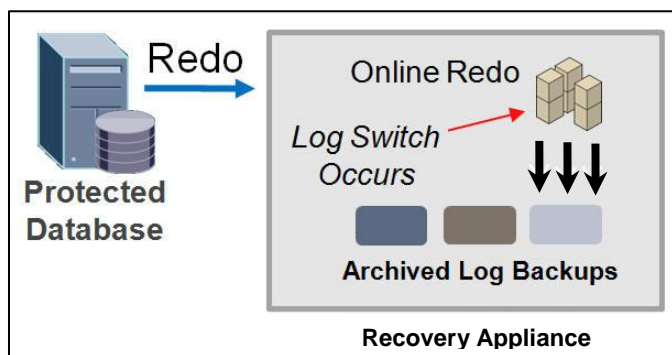 Redo
Protected
Database
Online Redo
Log Switch
Occurs
Archived Log Backups
Recovery Appliance